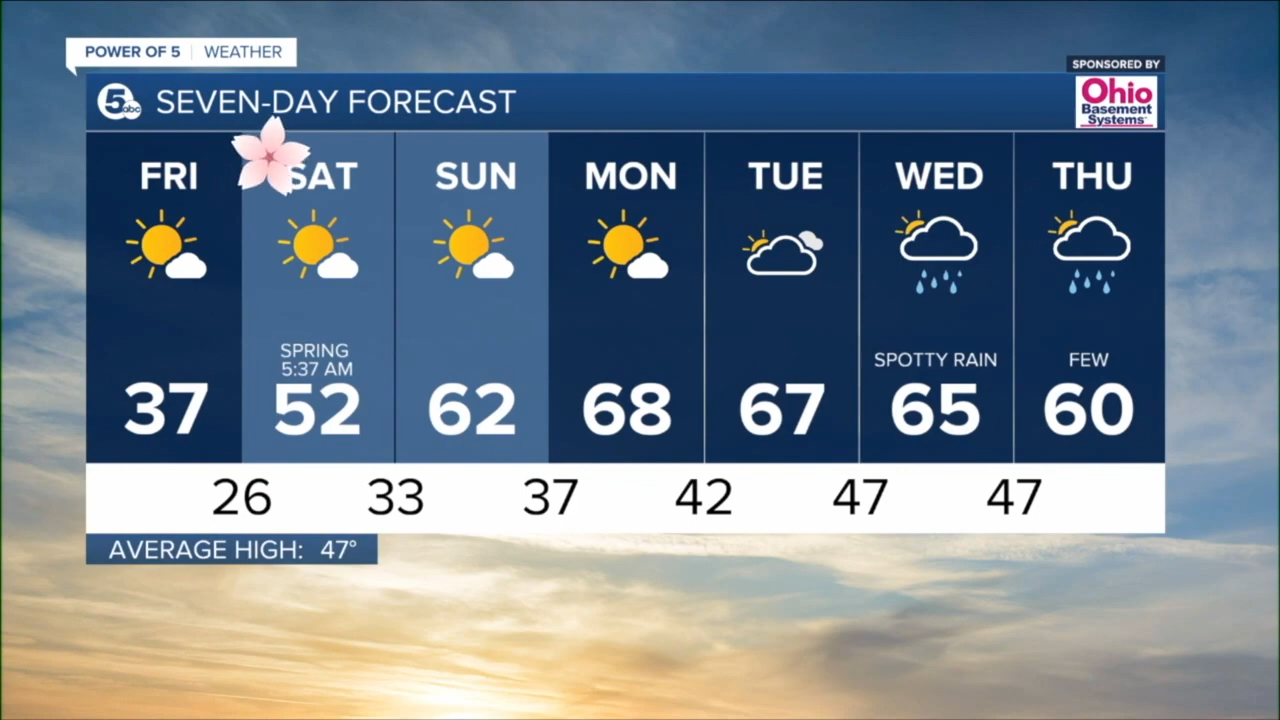 POWER OF 5 | WEATHER
SPONSORED BY
5 abc SEVEN-DAY FORECAST
Ohio
Basement
Systems
FRI SAT SUN MON TUE WED THU
SPRING
5:37 AM
SPOTTY RAIN FEW
37 52 62 68 67 65 60
26 33 37 42 47 47
AVERAGE HIGH: 47°